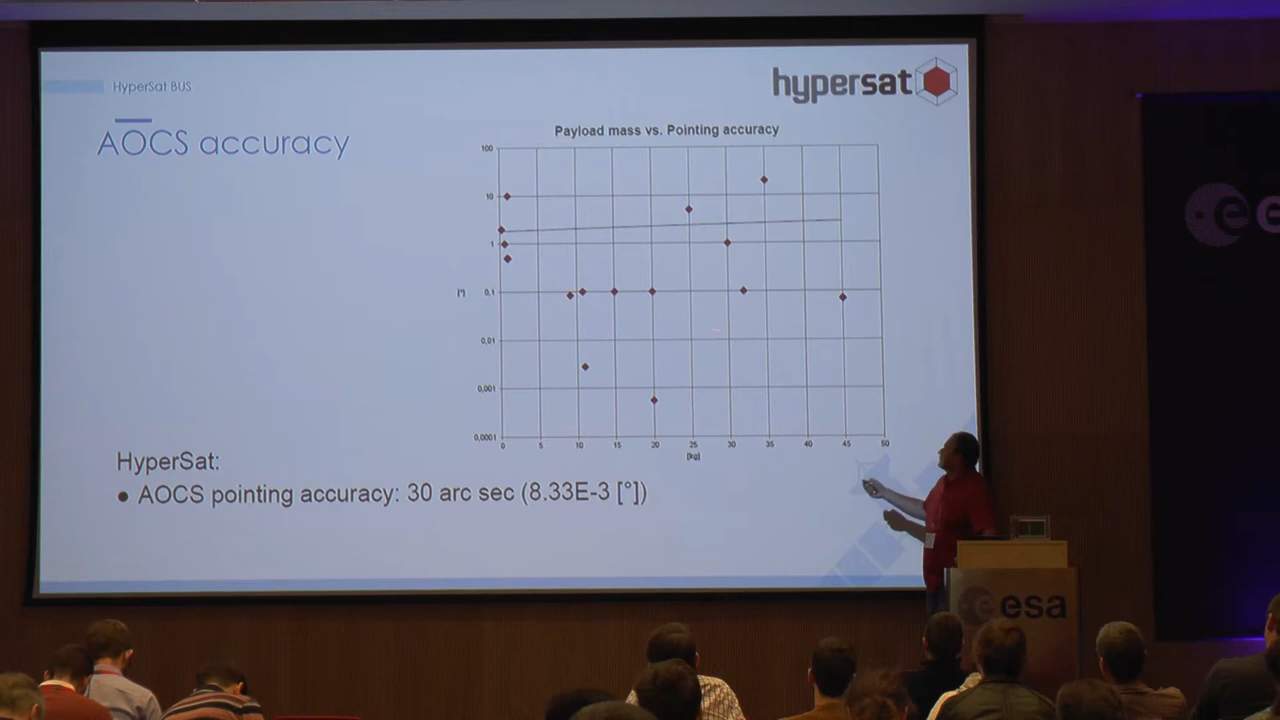 HyperSat BUS
hypersat
AOCS accuracy
Payload mass vs. Pointing accuracy
100
10
1
[°] 0,1
0,01
0,001
0,0001
0 5 10 15 20 25 30 35 40 45 50
[kg]
HyperSat:
● AOCS pointing accuracy: 30 arc sec (8.33E-3 [°])
esa